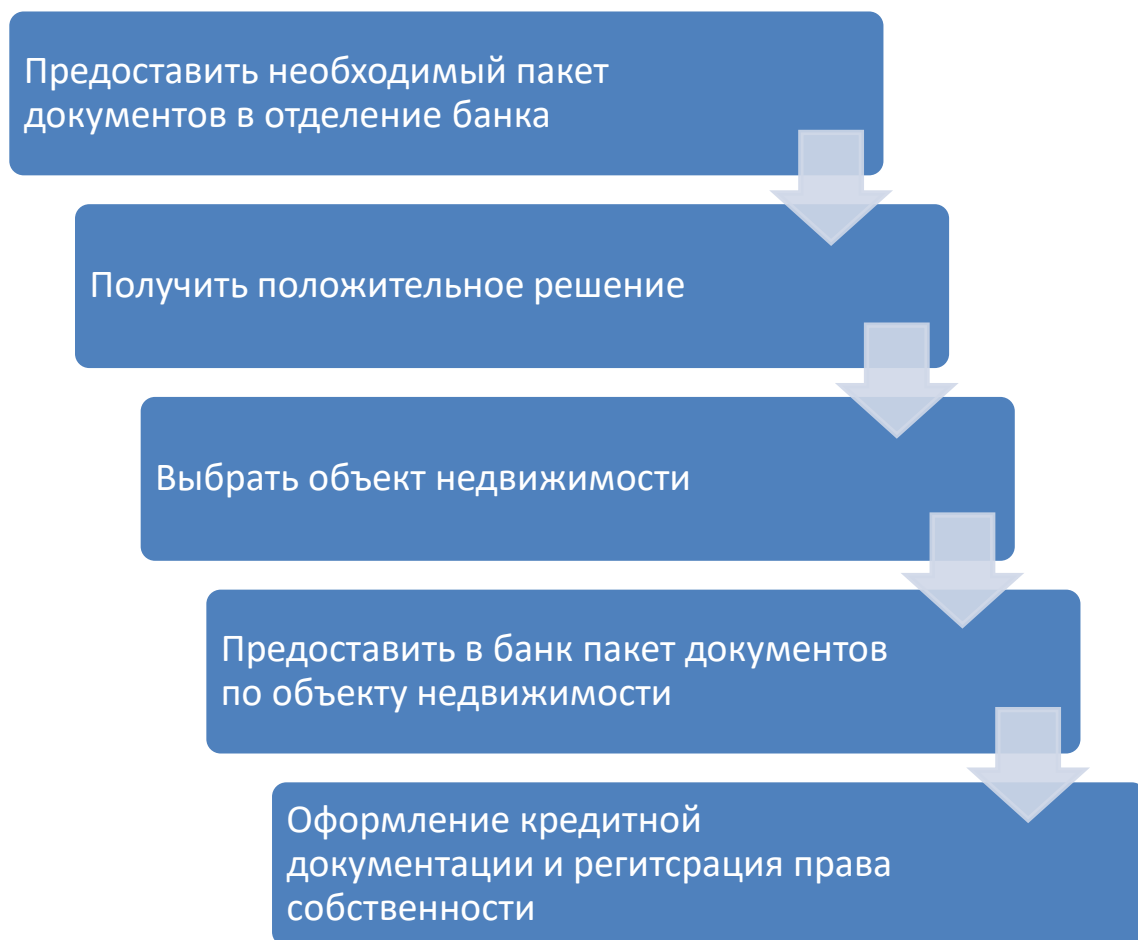 Предоставить необходимый пакет
документов в отделение банка
Получить положительное решение
Выбрать объект недвижимости
Предоставить в банк пакет документов
по объекту недвижимости
Оформление кредитной
документации и регитсрация права
собственности